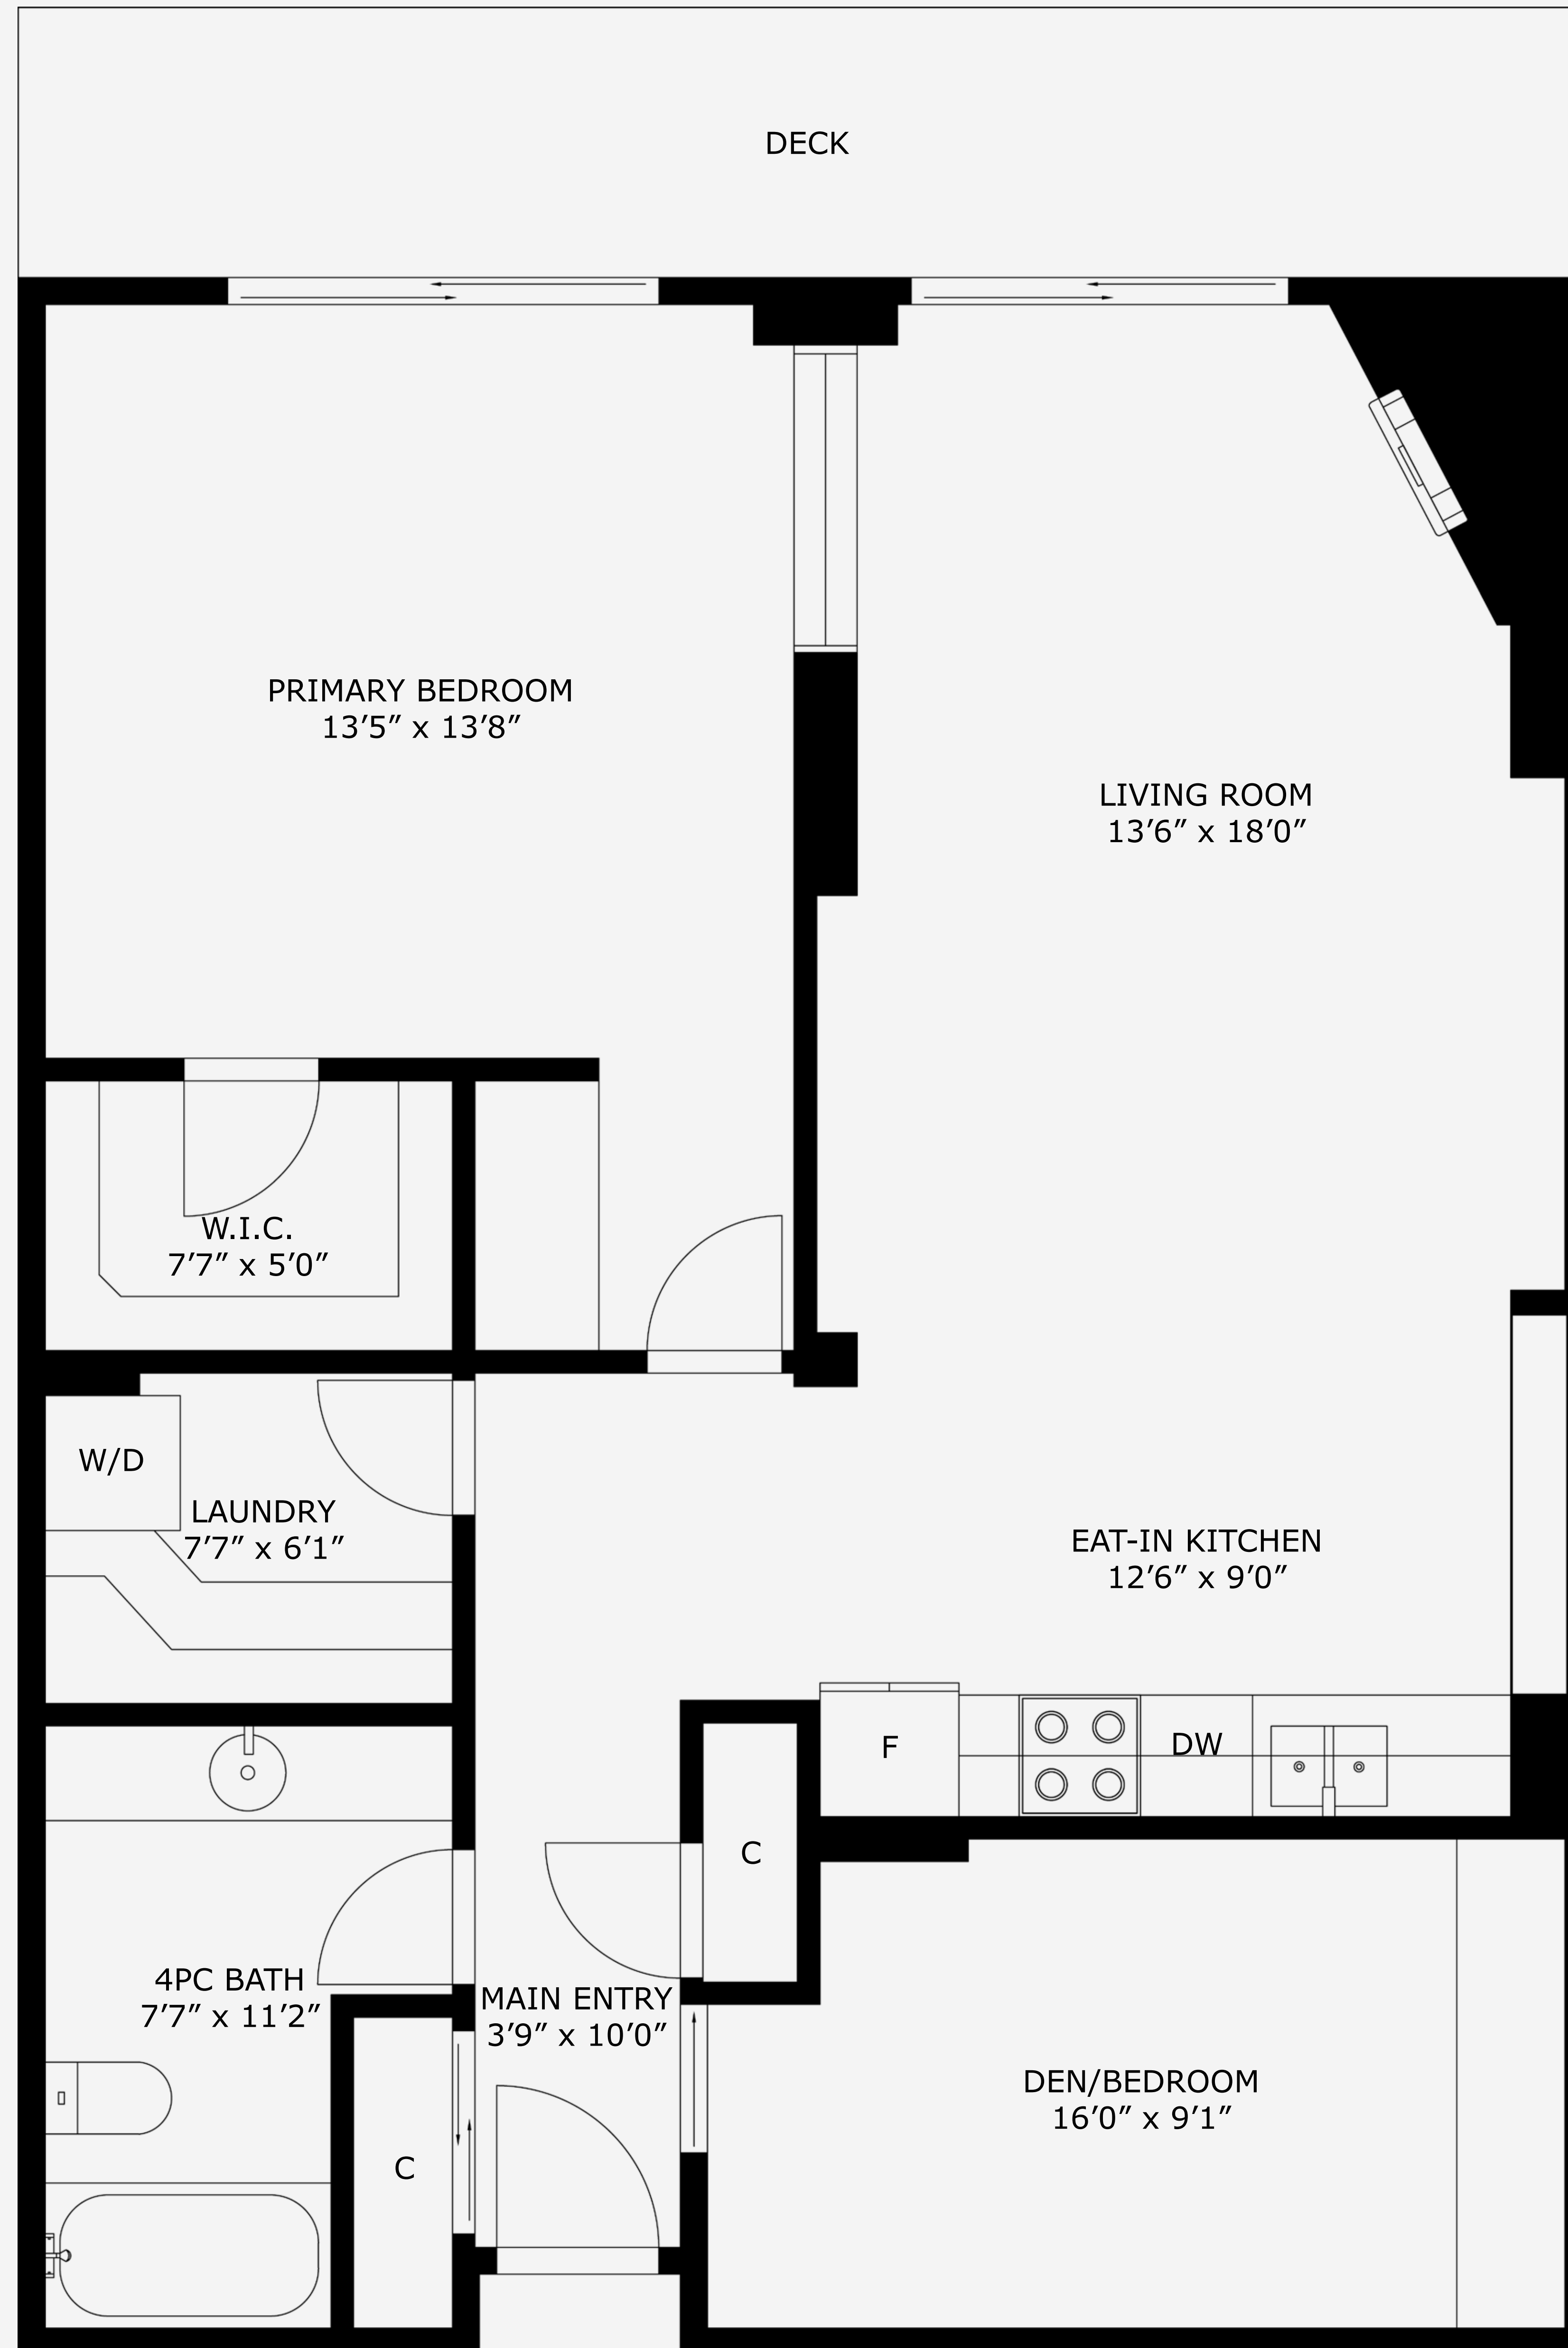 DECK
PRIMARY BEDROOM
13′5″ x 13′8″
LIVING ROOM
13′6″ x 18′0″
W.I.C.
7′7″ x 5′0″
W/D
LAUNDRY
7′7″ x 6′1″
EAT-IN KITCHEN
12′6″ x 9′0″
F
DW
C
4PC BATH
7′7″ x 11′2″
MAIN ENTRY
3′9″ x 10′0″
DEN/BEDROOM
16′0″ x 9′1″
C